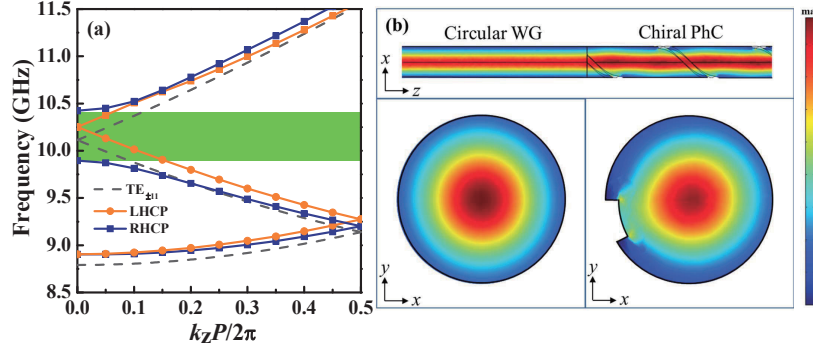 (a)
Frequency (GHz)
11.5
11.0
10.5
10.0
9.5
9.0
8.5
TE±11
LHCP
RHCP
0.0 0.1 0.2 0.3 0.4 0.5
kzP/2π
(b)
Circular WG Chiral PhC
x
z
y
x
y
x
ma